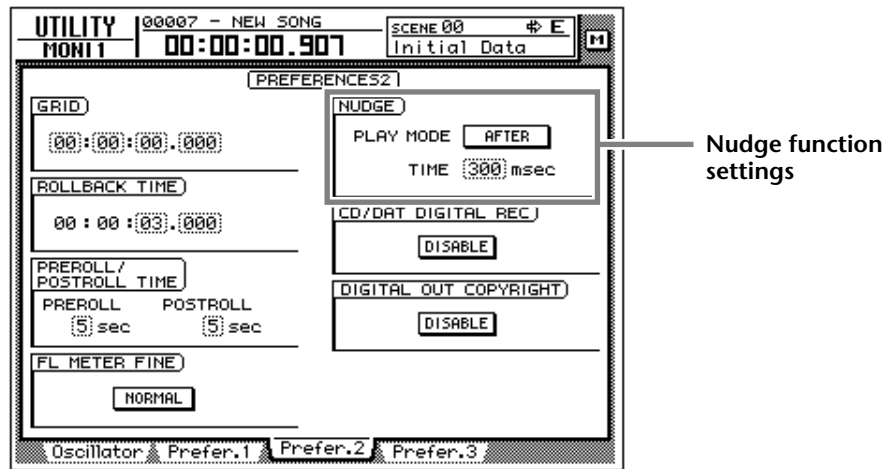 UTILITY
MONI 1
00007 - NEW SONG
00:00:00.907
SCENE 00
E
Initial Data
M
PREFERENCES2
GRID
00:00:00.000
ROLLBACK TIME
00:00:03.000
PREROLL/
POSTROLL TIME
PREROLL POSTROLL
5 sec 5 sec
FL METER FINE
NORMAL
NUDGE
PLAY MODE AFTER
TIME 300 msec
CD/DAT DIGITAL REC
DISABLE
DIGITAL OUT COPYRIGHT
DISABLE
Oscillator Prefer.1 Prefer.2 Prefer.3
Nudge function
settings